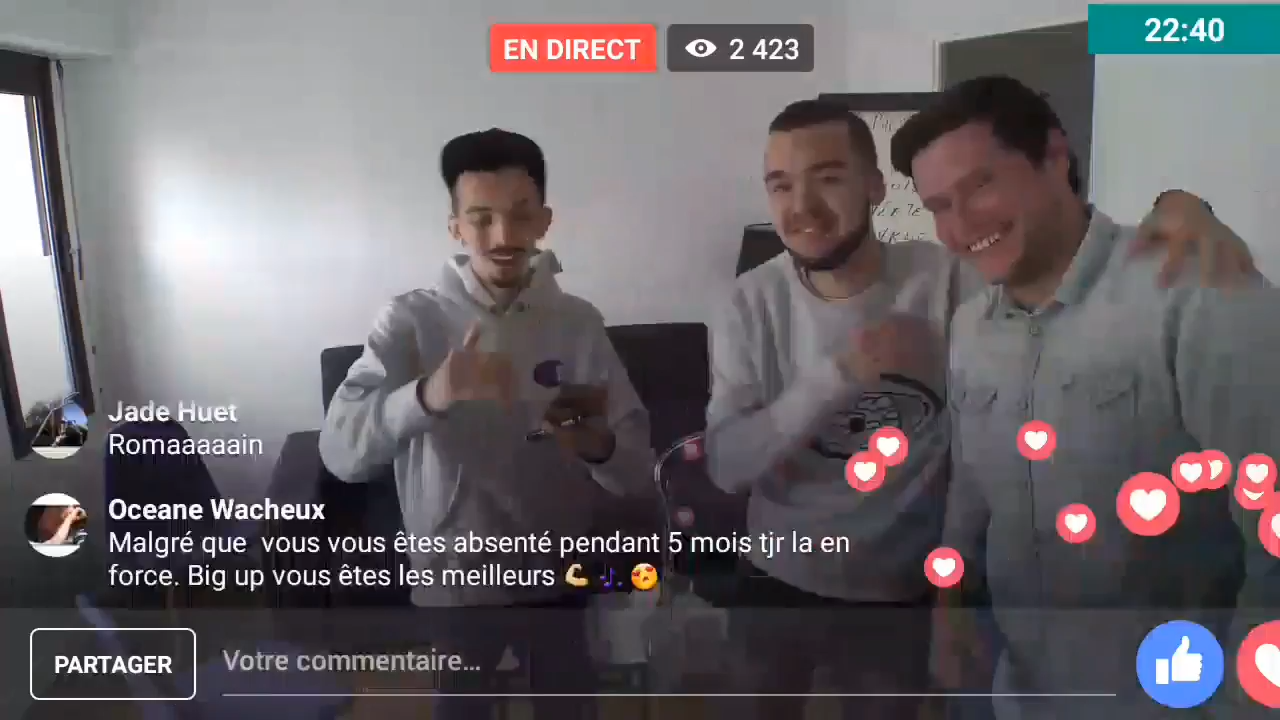 EN DIRECT
2 423
22:40
Jade Huet
Romaaaaain
Oceane Wacheux
Malgré que vous vous êtes absenté pendant 5 mois tjr la en
force. Big up vous êtes les meilleurs 💪🎶😍
PARTAGER
Votre commentaire...